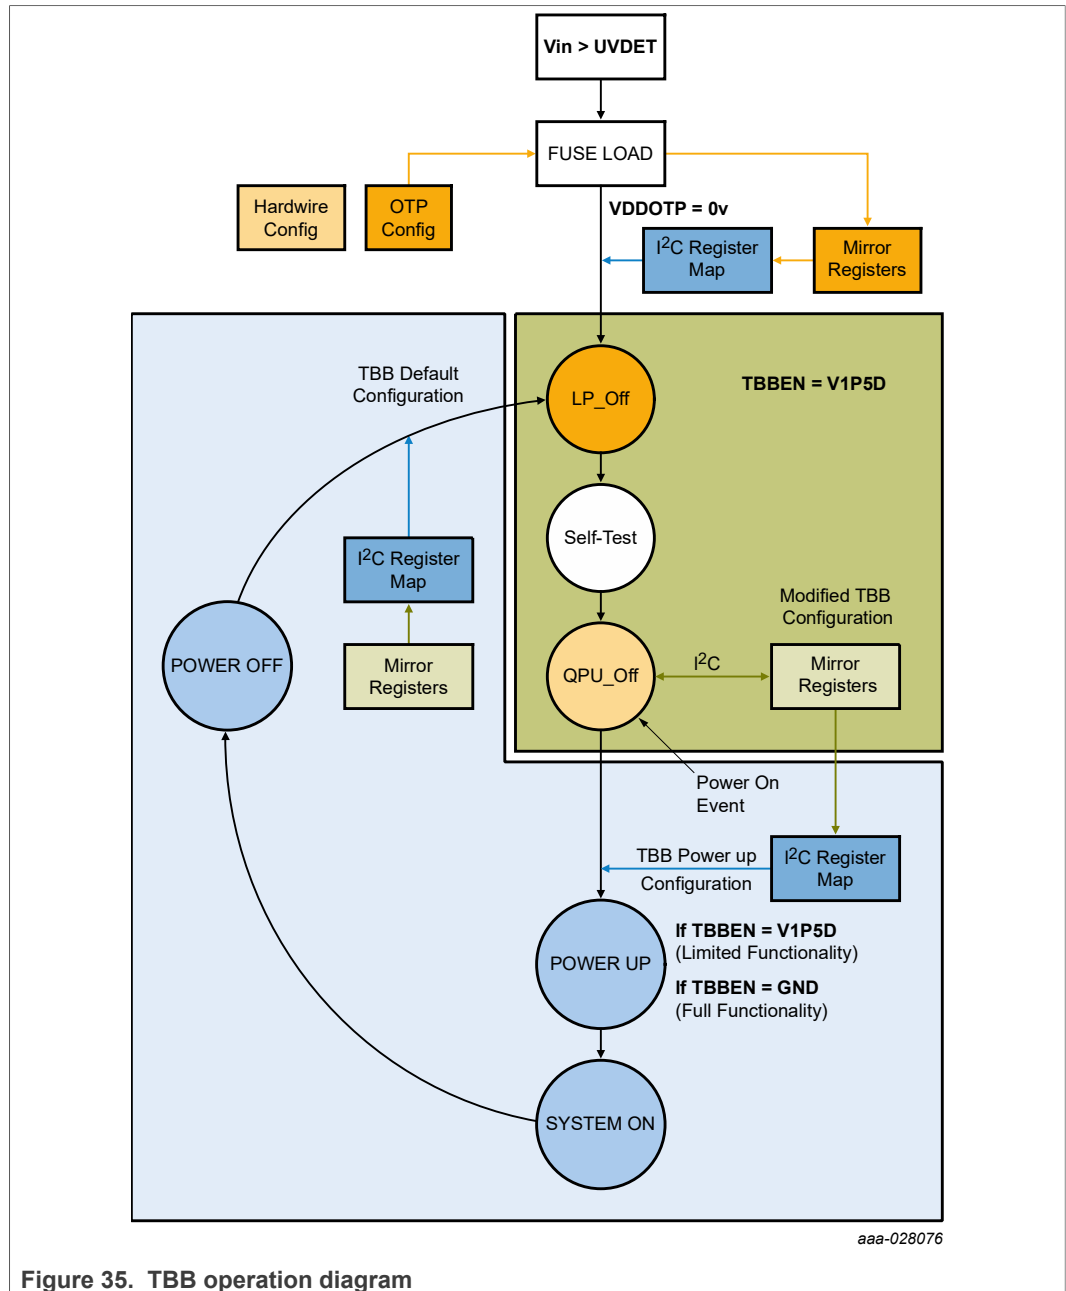 Vin > UVDET
FUSE LOAD
Hardwire
Config
OTP
Config
VDDOTP = 0v
I2C Register
Map
Mirror
Registers
TBB Default
Configuration
LP_Off
TBBEN = V1P5D
Self-Test
I2C Register
Map
Modified TBB
Configuration
POWER OFF
Mirror
Registers
QPU_Off
I2C
Mirror
Registers
Power On
Event
TBB Power up
Configuration
I2C Register
Map
POWER UP
If TBBEN = V1P5D
(Limited Functionality)
If TBBEN = GND
(Full Functionality)
SYSTEM ON
aaa-028076
Figure 35. TBB operation diagram